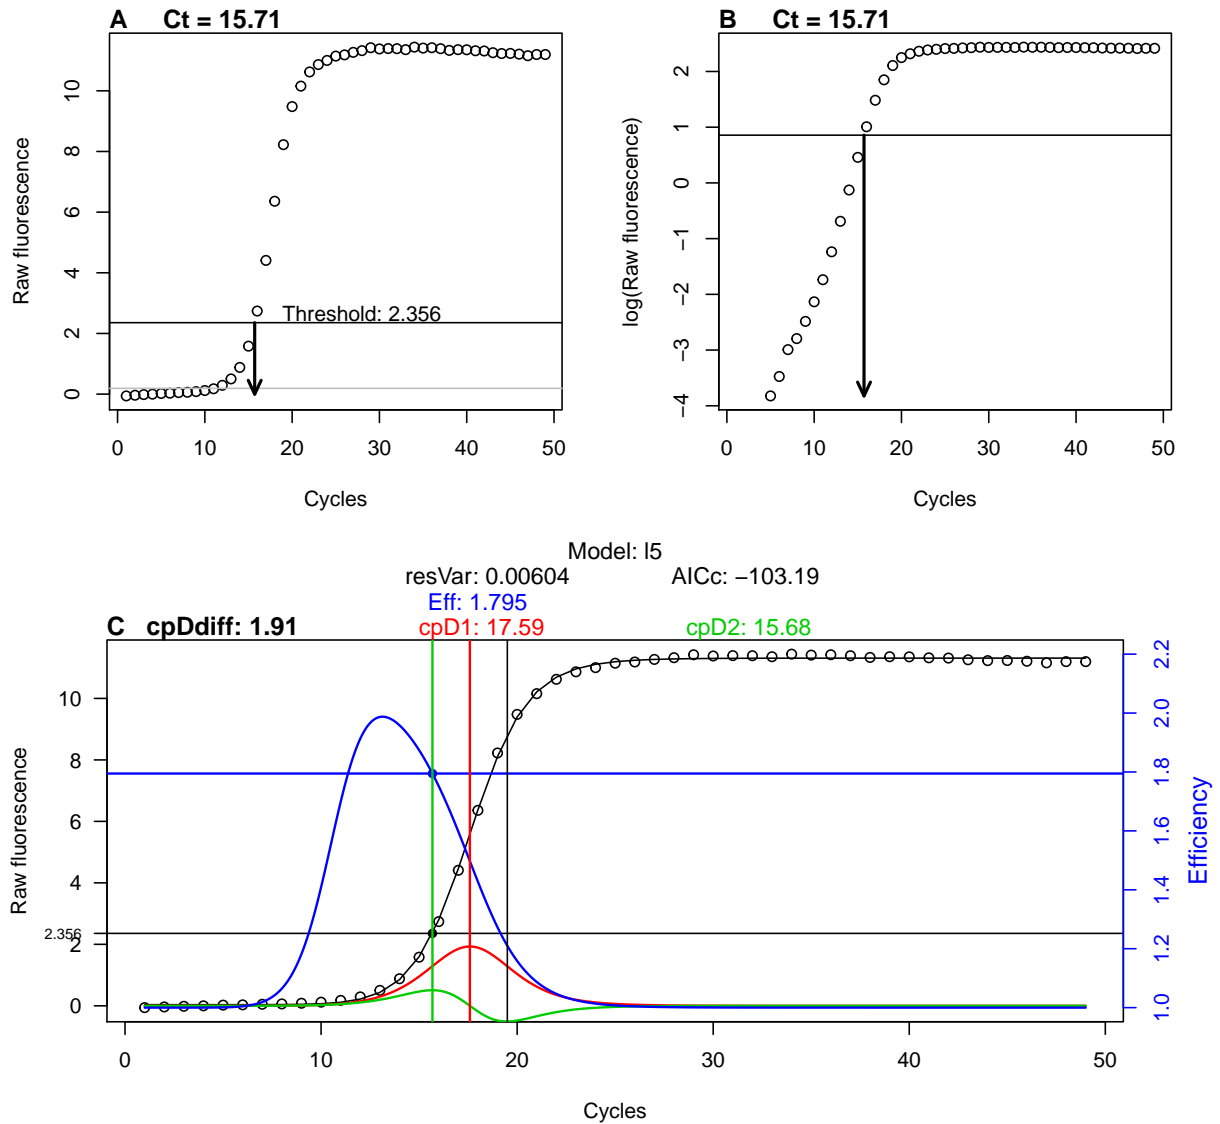 A Ct = 15.71
Raw fluorescence
0 2 4 6 8 10
Threshold: 2.356
0 10 20 30 40 50
Cycles
B Ct = 15.71
log(Raw fluorescence)
−4 −3 −2 −1 0 1 2
0 10 20 30 40 50
Cycles
Model: l5
resVar: 0.00604 AICc: −103.19
Eff: 1.795
C cpDdiff: 1.91 cpD1: 17.59 cpD2: 15.68
Raw fluorescence
0 2 4 6 8 10
2.356
1.0 1.2 1.4 1.6 1.8 2.0 2.2
Efficiency
0 10 20 30 40 50
Cycles